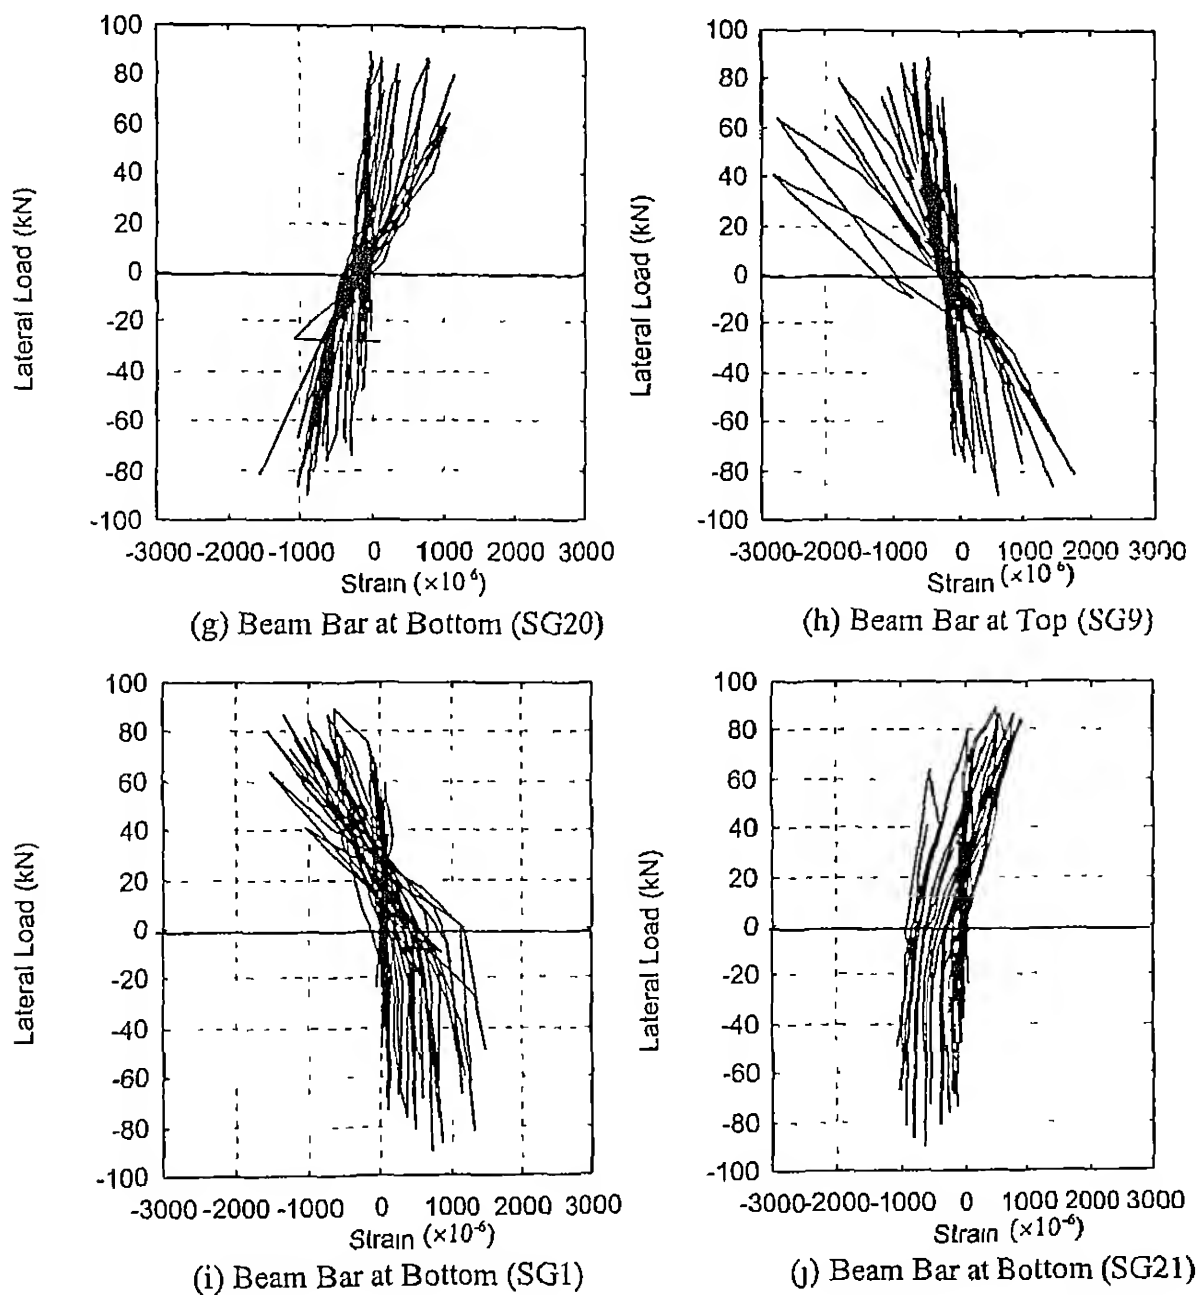 100
80
60
40
20
0
-20
-40
-60
-80
-100
Lateral Load (kN)
-3000 -2000 -1000 0 1000 2000 3000
Strain (×10⁻⁶)
(g) Beam Bar at Bottom (SG20)
100
80
60
40
20
0
-20
-40
-60
-80
-100
Lateral Load (kN)
-3000-2000-1000 0 1000 2000 3000
Strain (×10⁻⁶)
(h) Beam Bar at Top (SG9)
100
80
60
40
20
0
-20
-40
-60
-80
-100
Lateral Load (kN)
-3000 -2000 -1000 0 1000 2000 3000
Strain (×10⁻⁶)
(i) Beam Bar at Bottom (SG1)
100
80
60
40
20
0
-20
-40
-60
-80
-100
Lateral Load (kN)
-3000 -2000 -1000 0 1000 2000 3000
Strain (×10⁻⁶)
(j) Beam Bar at Bottom (SG21)